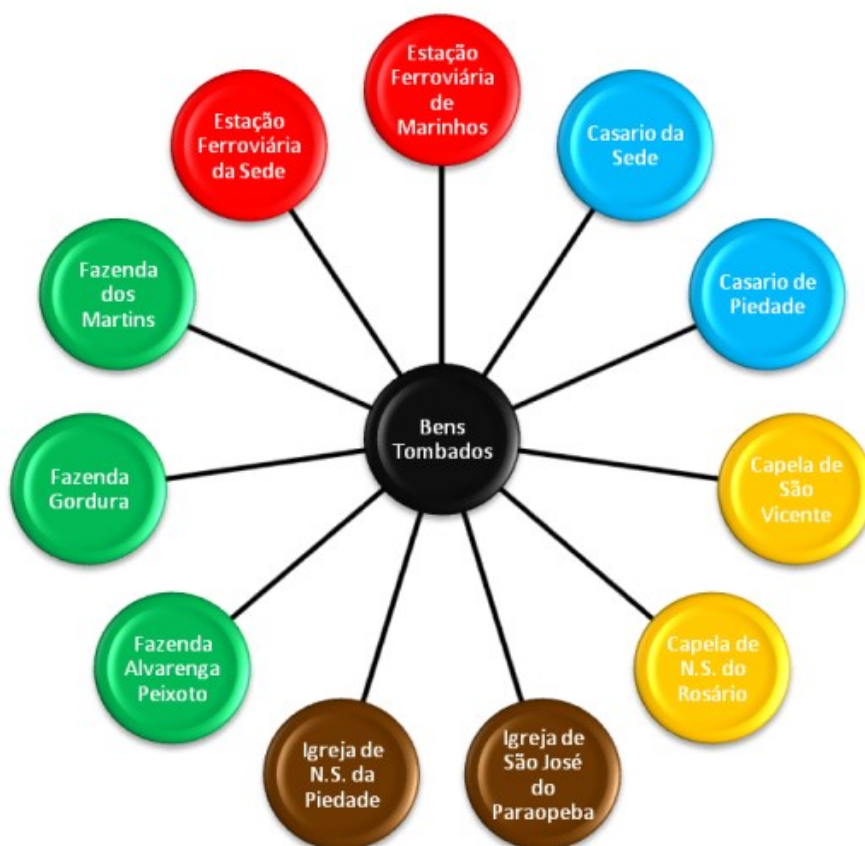 Estação
Ferroviária
de
Marinhos
Casario da
Sede
Casario de
Piedade
Capela de
São
Vicente
Capela de
N.S. do
Rosário
Igreja de
São José
do
Paraopeba
Igreja de
N.S. da
Piedade
Fazenda
Alvarenga
Peixoto
Fazenda
Gordura
Fazenda
dos
Martins
Estação
Ferroviária
da Sede
Bens
Tombados